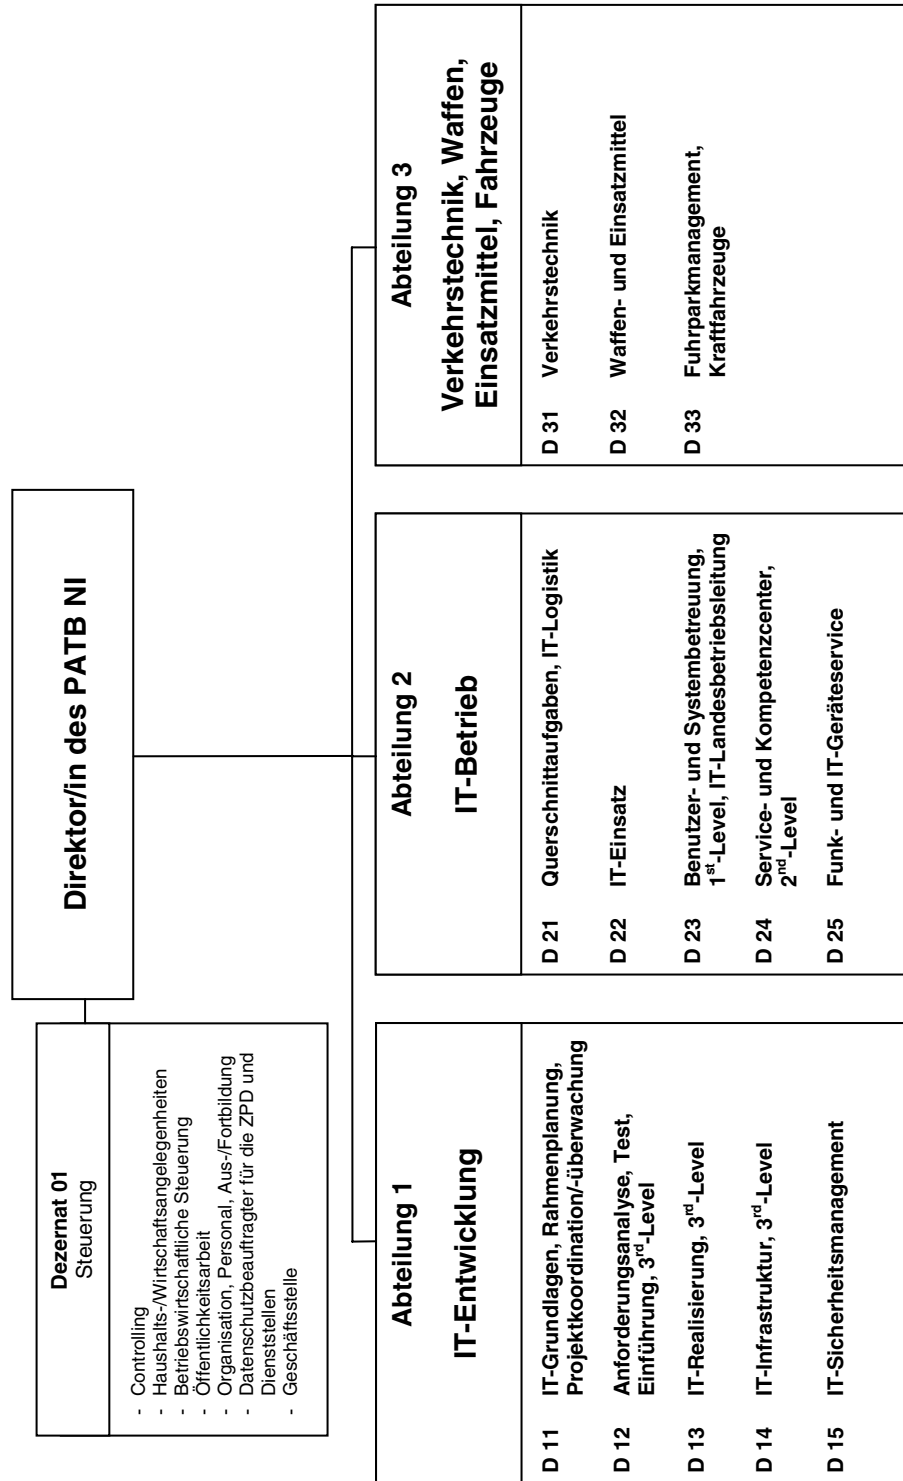 Direktor/in des PATB NI
Dezernat 01
Steuerung
- Controlling
- Haushalts-/Wirtschaftsangelegenheiten
- Betriebswirtschaftliche Steuerung
- Öffentlichkeitsarbeit
- Organisation, Personal, Aus-/Fortbildung
- Datenschutzbeauftragter für die ZPD und
Dienststellen
- Geschäftsstelle
Abteilung 1
IT-Entwicklung
D 11 IT-Grundlagen, Rahmenplanung,
Projektkoordination/-überwachung
D 12 Anforderungsanalyse, Test,
Einführung, 3rd-Level
D 13 IT-Realisierung, 3rd-Level
D 14 IT-Infrastruktur, 3rd-Level
D 15 IT-Sicherheitsmanagement
Abteilung 2
IT-Betrieb
D 21 Querschnittaufgaben, IT-Logistik
D 22 IT-Einsatz
D 23 Benutzer- und Systembetreuung,
1st-Level, IT-Landesbetriebsleitung
D 24 Service- und Kompetenzcenter,
2nd-Level
D 25 Funk- und IT-Geräteservice
Abteilung 3
Verkehrstechnik, Waffen,
Einsatzmittel, Fahrzeuge
D 31 Verkehrstechnik
D 32 Waffen- und Einsatzmittel
D 33 Fuhrparkmanagement,
Kraftfahrzeuge